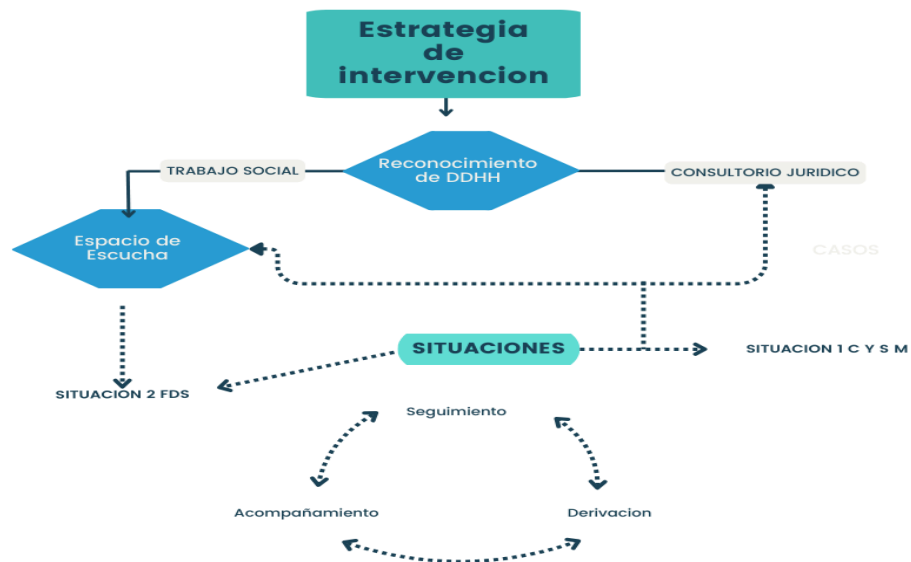 Estrategia
de
intervencion
Reconocimiento
de DDHH
TRABAJO SOCIAL
CONSULTORIO JURIDICO
Espacio de
Escucha
CASOS
SITUACIONES
SITUACION 1 C Y S M
SITUACIÓN 2 FDS
Seguimiento
Acompañamiento
Derivacion